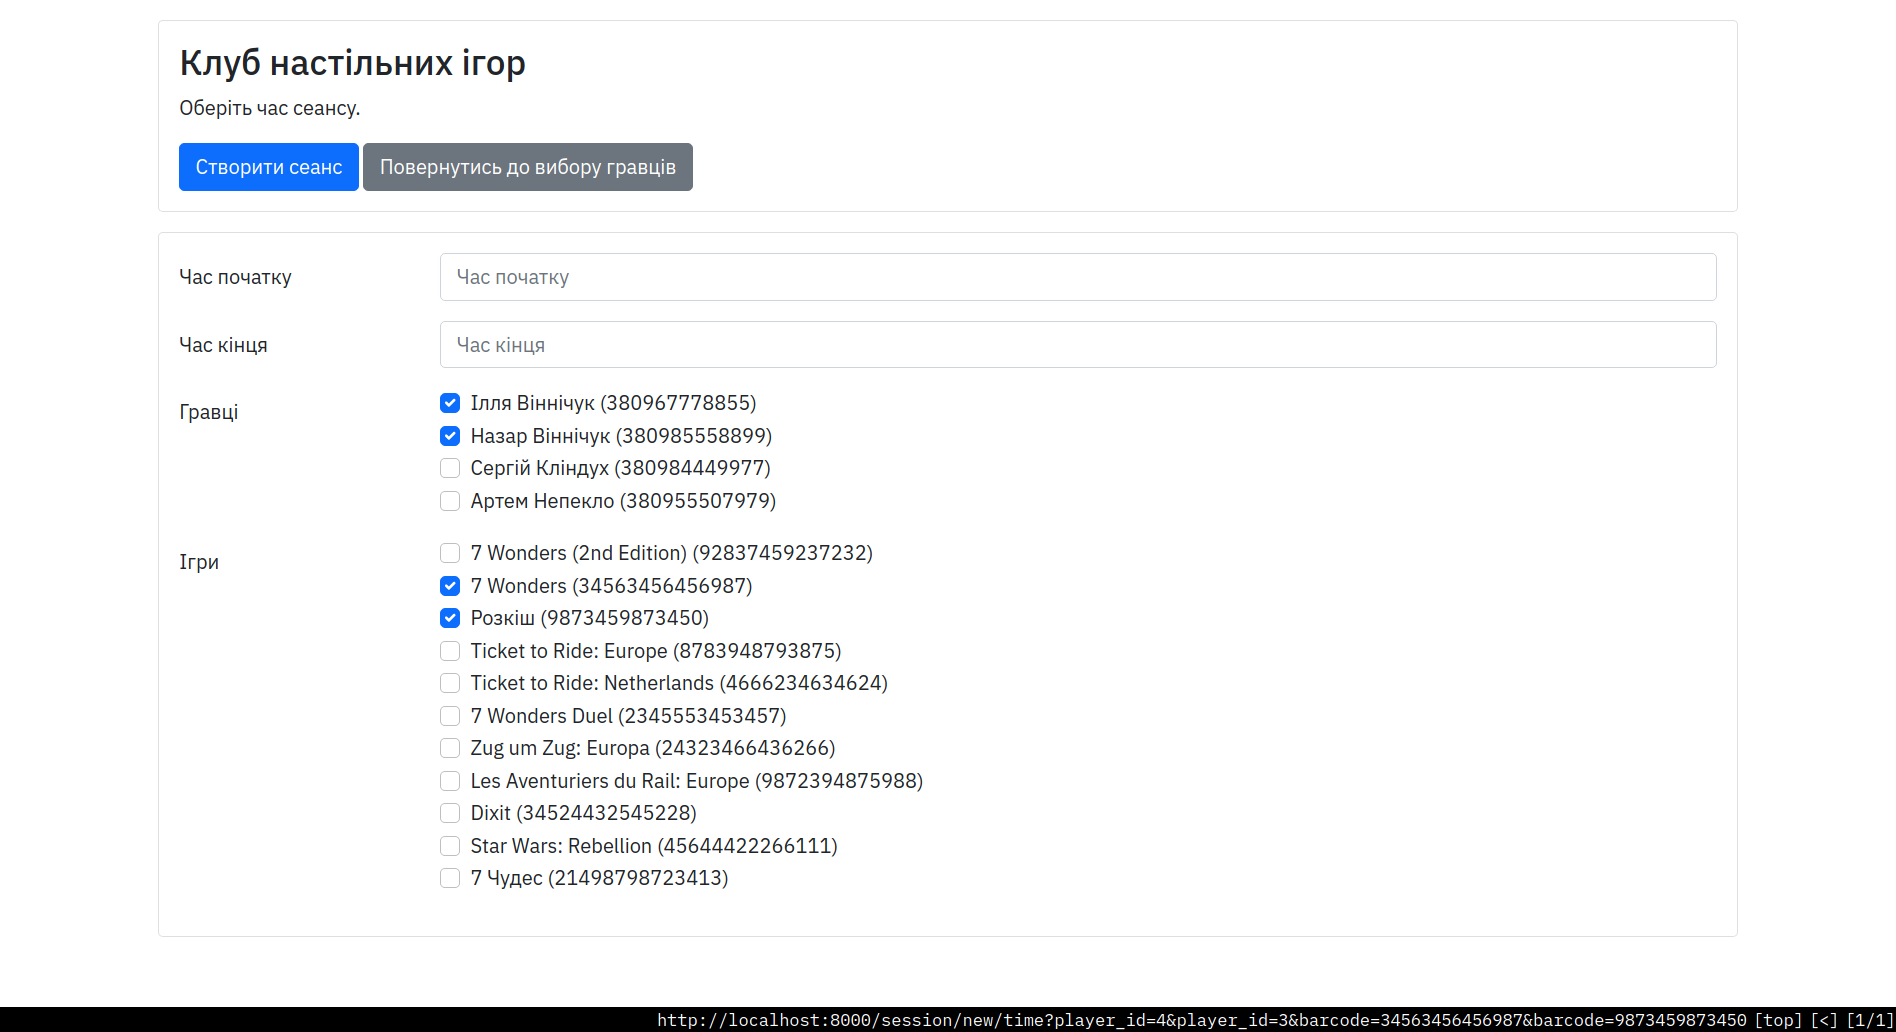 Клуб настільних ігор
Оберіть час сеансу.
Створити сеанс Повернутись до вибору гравців
Час початку Час початку
Час кінця Час кінця
Гравці
Ілля Віннічук (380967778855)
Назар Віннічук (380985558899)
Сергій Кліндух (380984449977)
Артем Непекло (380955507979)
Ігри
7 Wonders (2nd Edition) (92837459237232)
7 Wonders (34563456456987)
Розкіш (9873459873450)
Ticket to Ride: Europe (8783948793875)
Ticket to Ride: Netherlands (4666234634624)
7 Wonders Duel (2345553453457)
Zug um Zug: Europa (24323466436266)
Les Aventuriers du Rail: Europe (9872394875988)
Dixit (34524432545228)
Star Wars: Rebellion (45644422266111)
7 Чудес (21498798723413)
http://localhost:8000/session/new/time?player_id=4&player_id=3&barcode=34563456456987&barcode=9873459873450 [top] [<] [1/1]